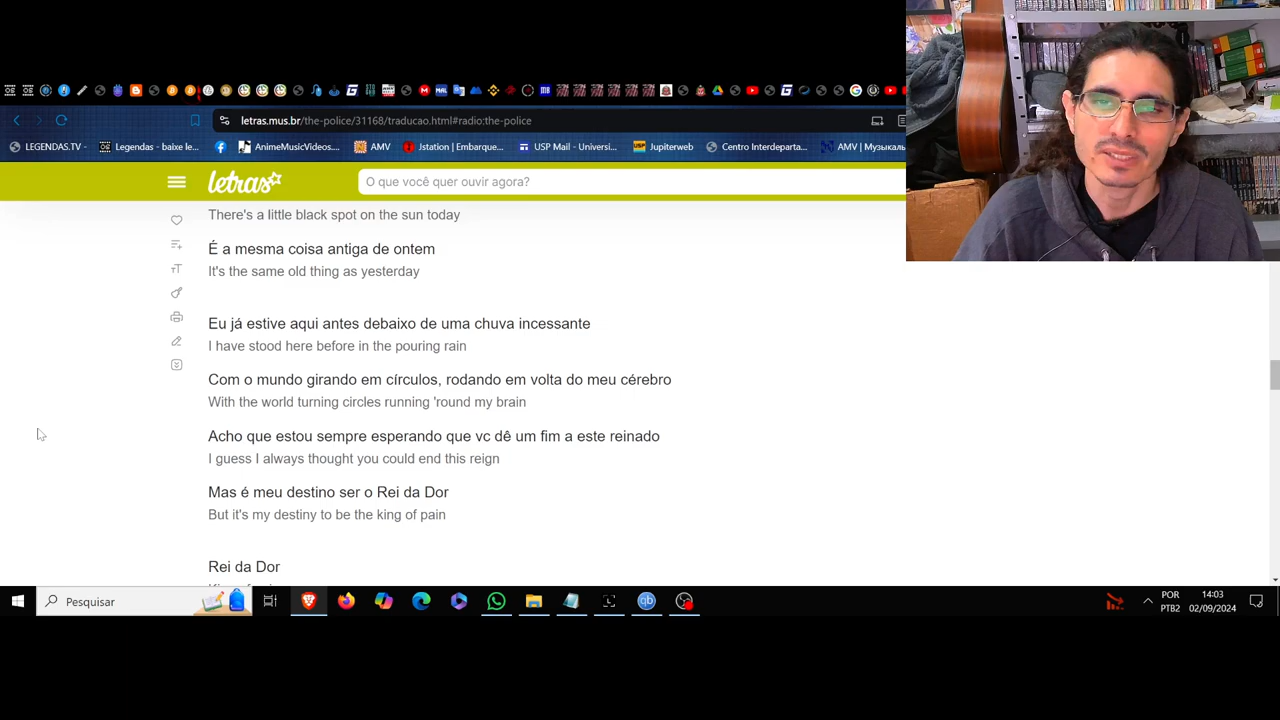 letras.mus.br/the-police/31168/traducao.html#radio:the-police
LEGENDAS.TV - Legendas - baixe le... AnimeMusicVideos... AMV Jstation | Embarque... USP Mail - Universi... Jupiterweb Centro Interdeparta... AMV | Музыкаль
letras
O que você quer ouvir agora?
There's a little black spot on the sun today
É a mesma coisa antiga de ontem
It's the same old thing as yesterday
Eu já estive aqui antes debaixo de uma chuva incessante
I have stood here before in the pouring rain
Com o mundo girando em círculos, rodando em volta do meu cérebro
With the world turning circles running 'round my brain
Acho que estou sempre esperando que vc dê um fim a este reinado
I guess I always thought you could end this reign
Mas é meu destino ser o Rei da Dor
But it's my destiny to be the king of pain
Rei da Dor
Pesquisar
POR
PTB2
14:03
02/09/2024